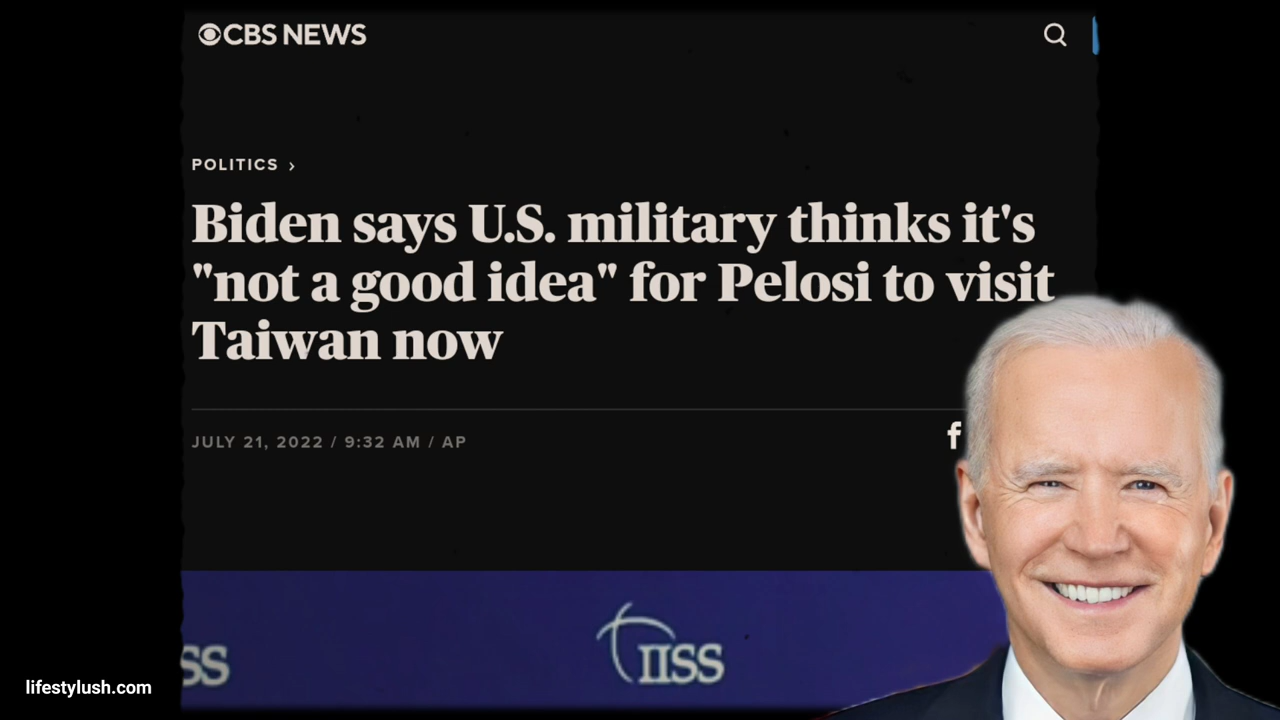 CBS NEWS
POLITICS ›
Biden says U.S. military thinks it's
"not a good idea" for Pelosi to visit
Taiwan now
JULY 21, 2022 / 9:32 AM / AP
f
SS
IISS
lifestylush.com